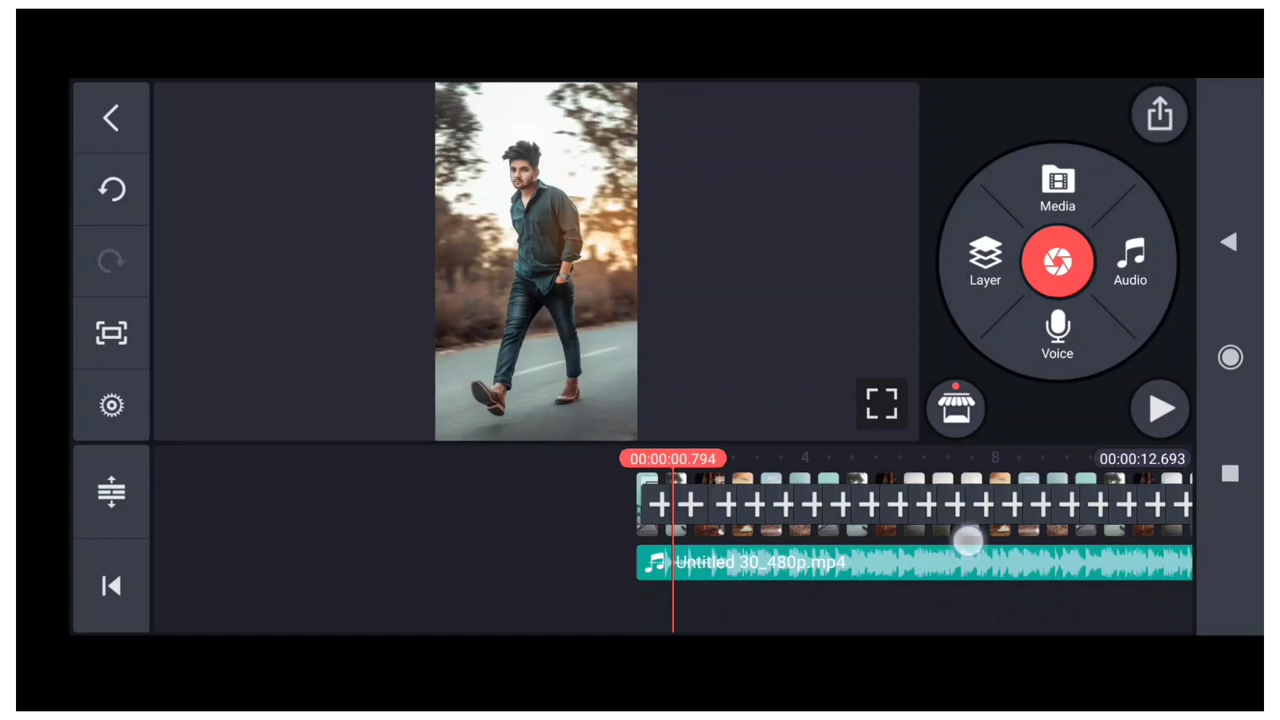 Media
Layer
Audio
Voice
00:00:00.794
4
8
00:00:12.693
Untitled 30_480p.mp4